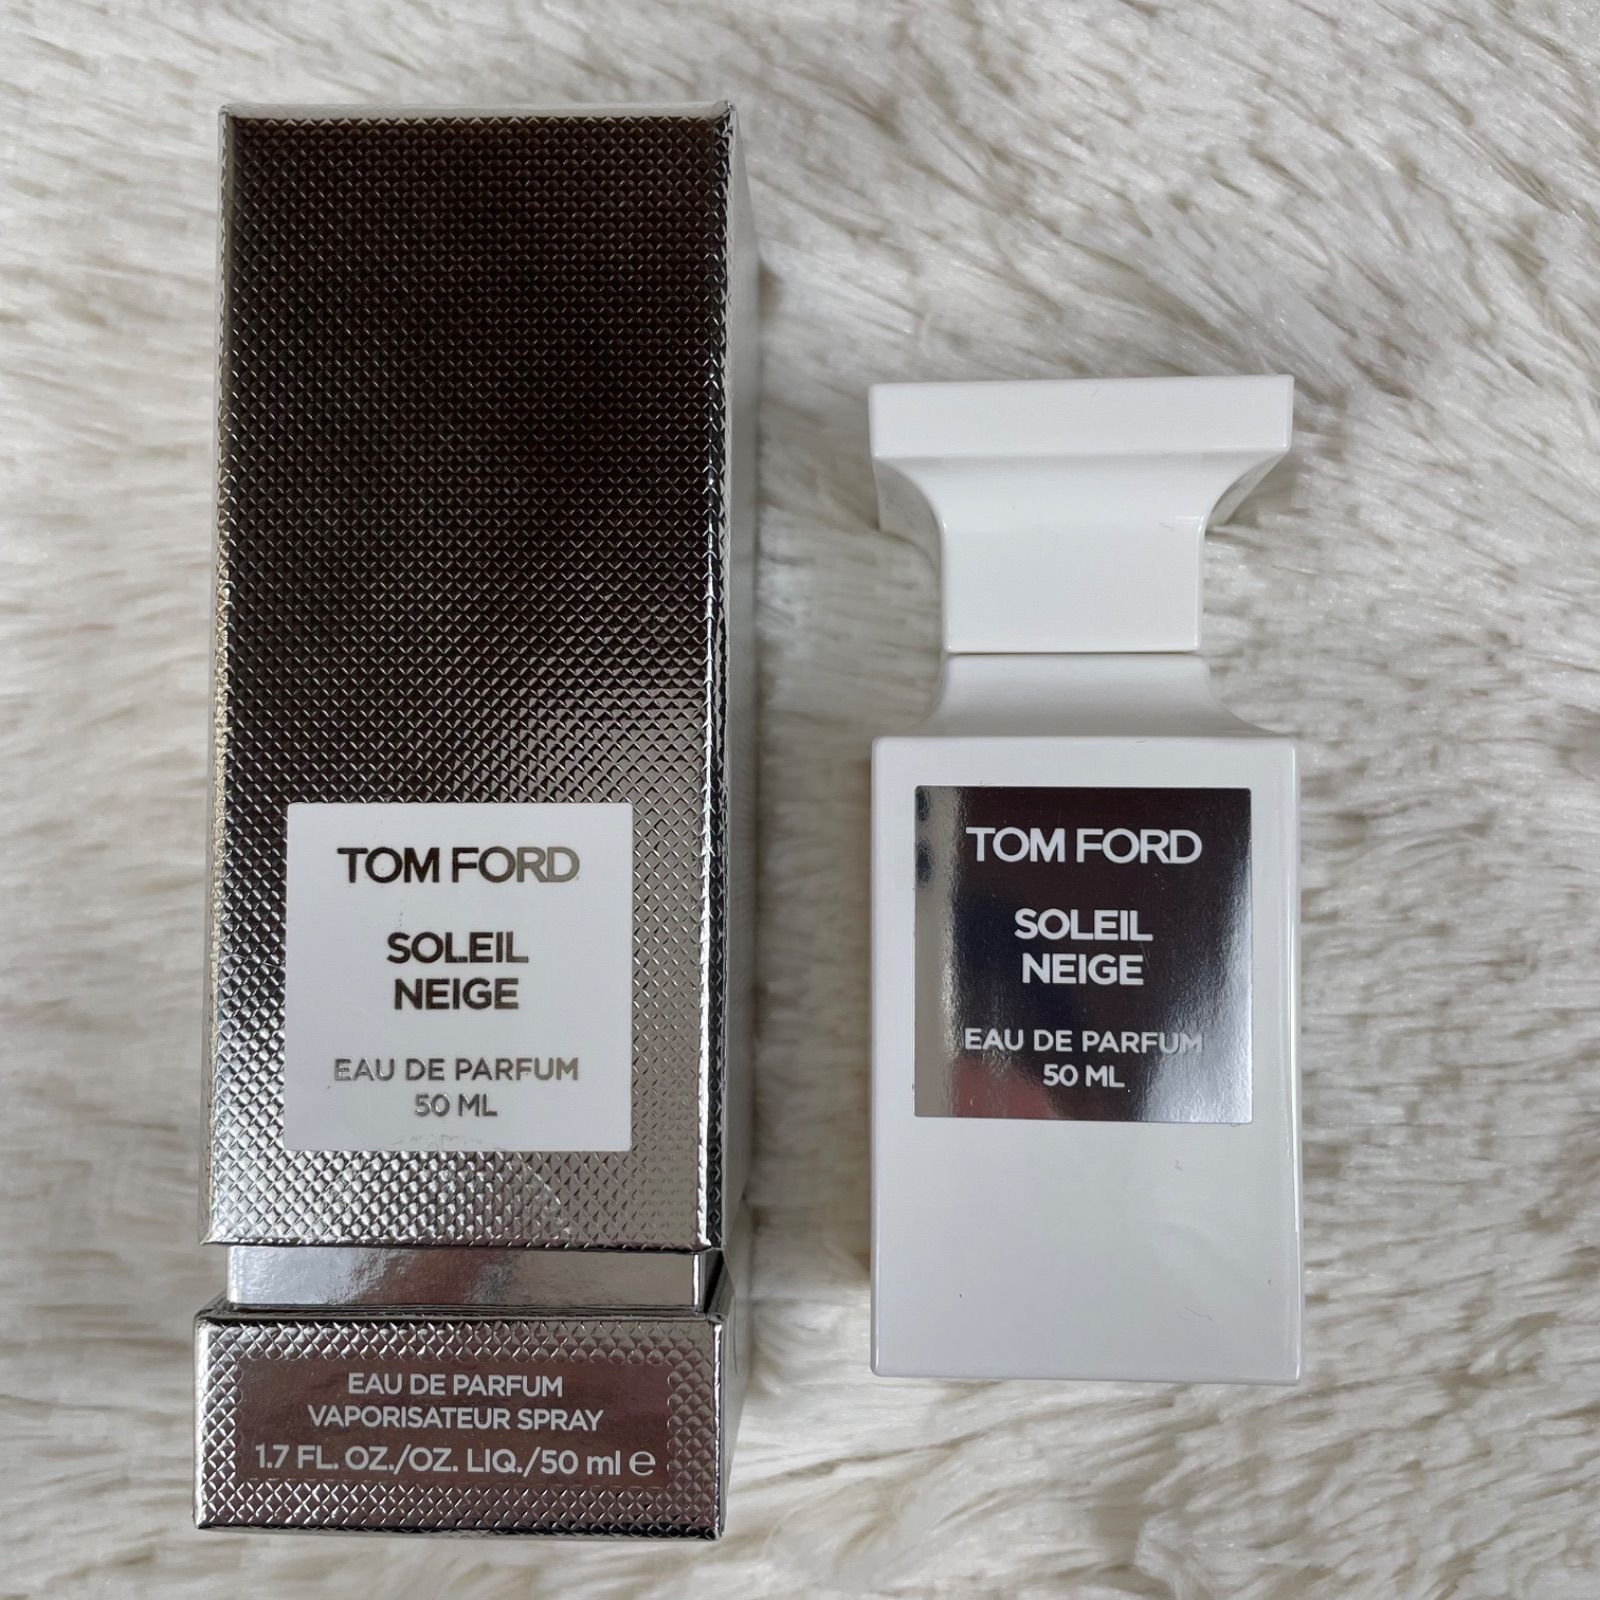 TOM FORD
SOLEIL
NEIGE
EAU DE PARFUM
50 ML
EAU DE PARFUM
VAPORISATEUR SPRAY
1.7 FL. OZ./OZ. LIQ./50 ml ℮
TOM FORD
SOLEIL
NEIGE
EAU DE PARFUM
50 ML